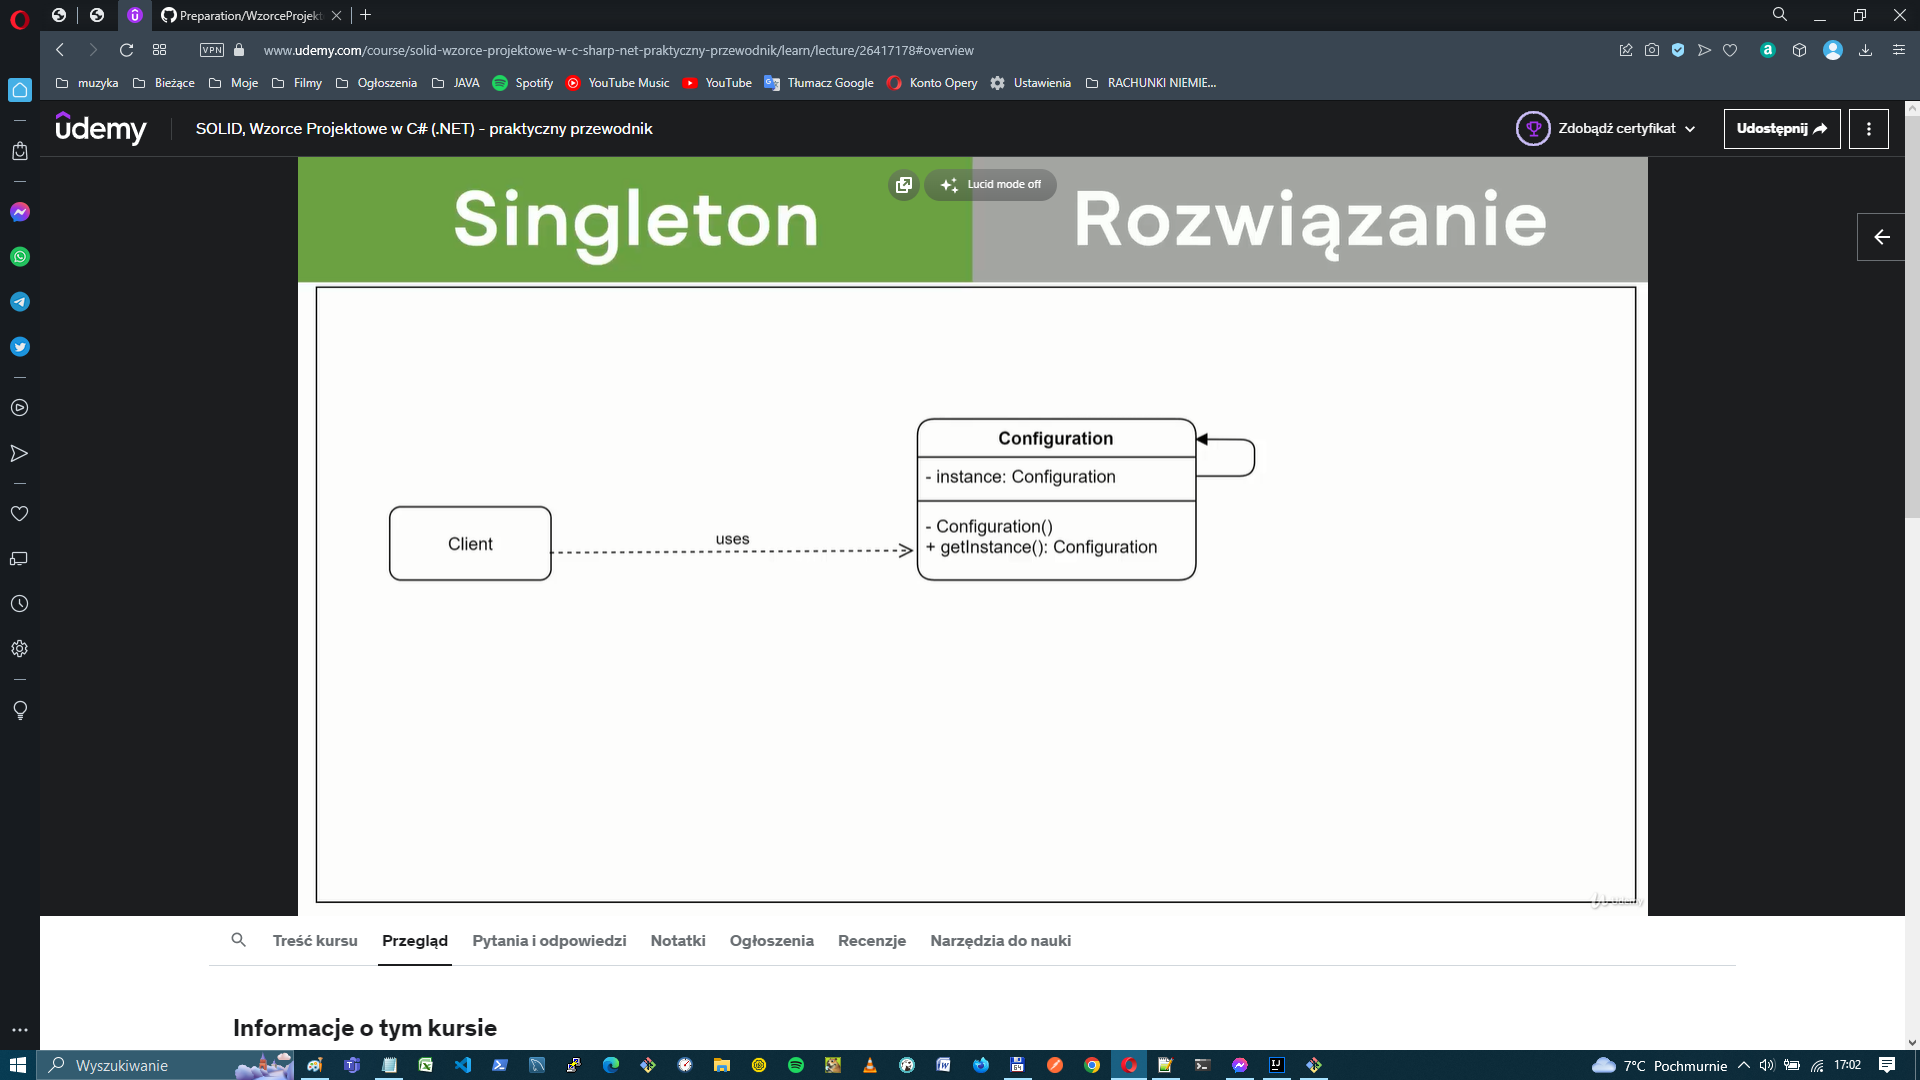 Preparation/WzorceProjekt
VPN
www.udemy.com/course/solid-wzorce-projektowe-w-c-sharp-net-praktyczny-przewodnik/learn/lecture/26417178#overview
muzyka Bieżące Moje Filmy Ogłoszenia JAVA Spotify YouTube Music YouTube Tłumacz Google Konto Opery Ustawienia RACHUNKI NIEMIE...
udemy SOLID, Wzorce Projektowe w C# (.NET) - praktyczny przewodnik Zdobądź certyfikat Udostępnij
Lucid mode off
Singleton Rozwiązanie
Configuration
- instance: Configuration
- Configuration()
+ getInstance(): Configuration
Client
uses
udemy
Treść kursu Przegląd Pytania i odpowiedzi Notatki Ogłoszenia Recenzje Narzędzia do nauki
Informacje o tym kursie
Wyszukiwanie 7°C Pochmurnie 17:02